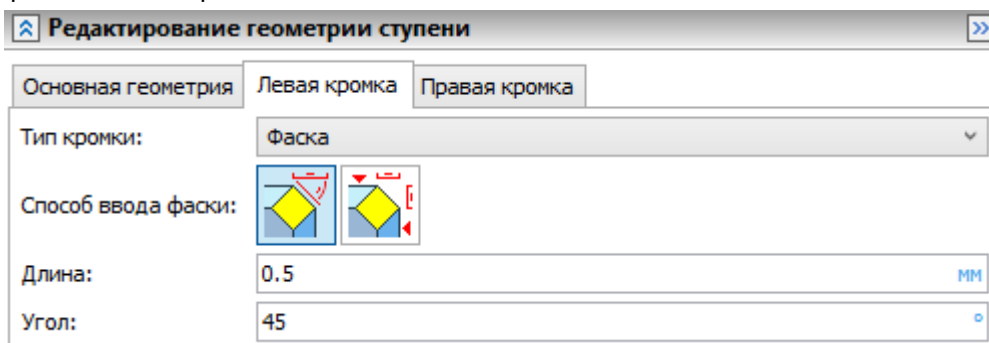 Редактирование геометрии ступени
Основная геометрия Левая кромка Правая кромка
Тип кромки: Фаска
Способ ввода фаски:
Длина: 0.5 мм
Угол: 45 °